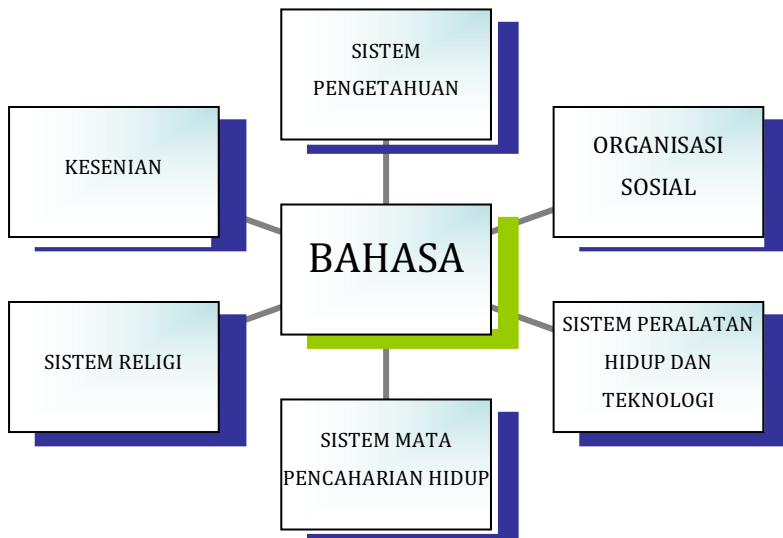 SISTEM
PENGETAHUAN
KESENIAN
ORGANISASI
SOSIAL
BAHASA
SISTEM RELIGI
SISTEM PERALATAN
HIDUP DAN
TEKNOLOGI
SISTEM MATA
PENCAHARIAN HIDUP